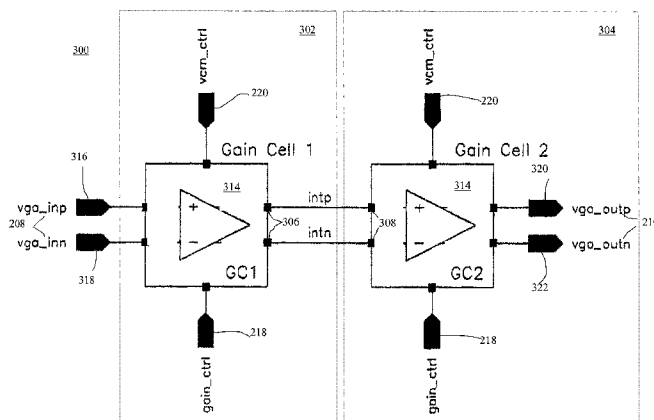 300
302
304
vcm_ctrl
vcm_ctrl
220
220
Gain Cell 1
Gain Cell 2
316
314
314
320
vga_inp
+
intp
+
vga_outp
208
306
308
vga_inn
−
intn
−
vga_outn
318
GC1
GC2
322
218
218
gain_ctrl
gain_ctrl